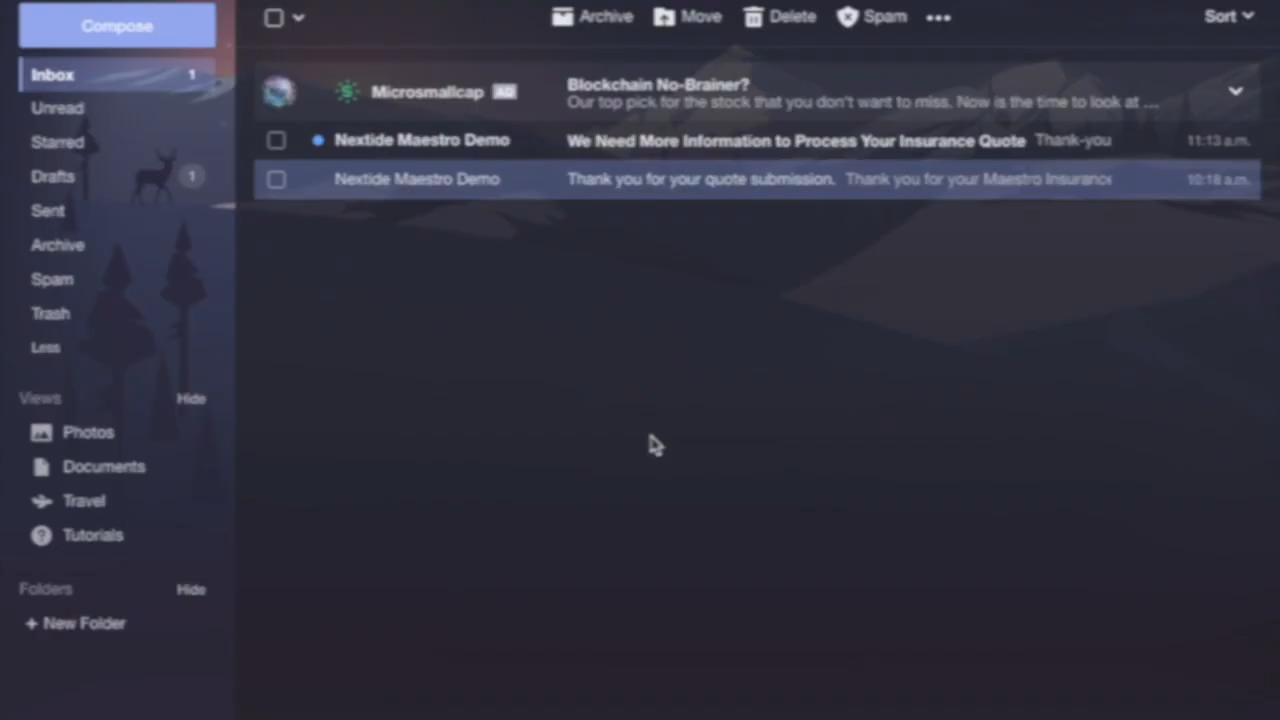 Compose
Archive Move Delete Spam ••• Sort
Inbox 1
Unread
Starred
Drafts 1
Sent
Archive
Spam
Trash
Less
Views Hide
Photos
Documents
Travel
Tutorials
Folders Hide
+ New Folder
Microsmallcap AD Blockchain No-Brainer?
Our top pick for the stock that you don't want to miss. Now is the time to look at ...
Nextide Maestro Demo We Need More Information to Process Your Insurance Quote Thank-you 11:13 a.m.
Nextide Maestro Demo Thank you for your quote submission. Thank you for your Maestro Insurance 10:18 a.m.